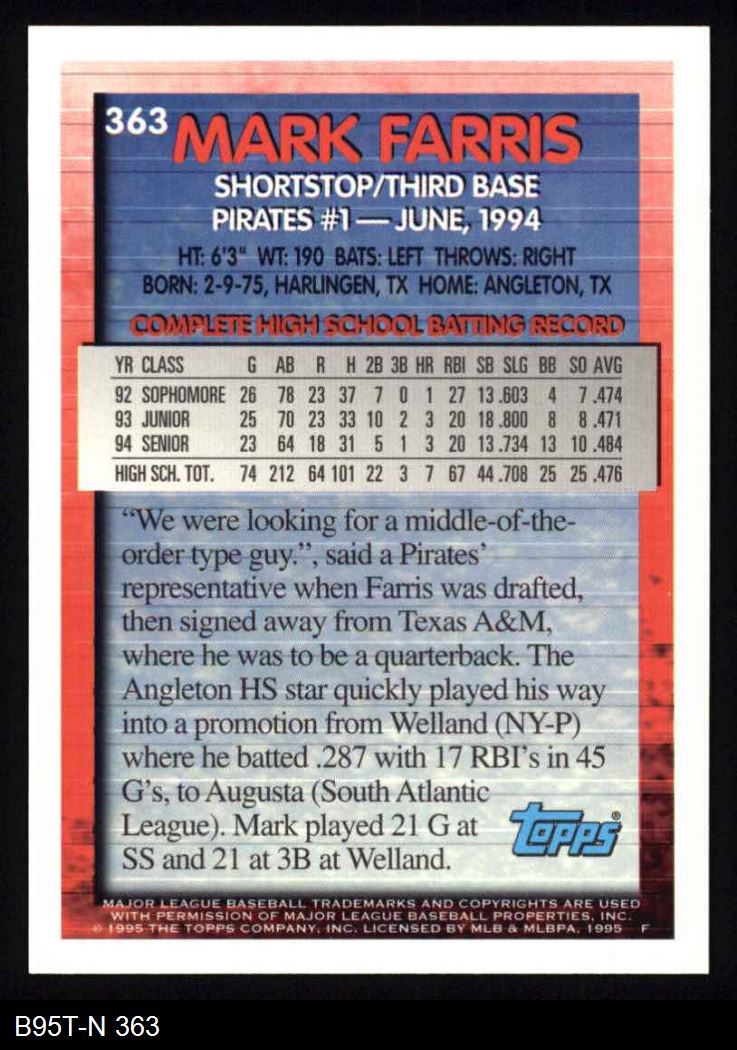 363 MARK FARRIS
SHORTSTOP/THIRD BASE
PIRATES #1—JUNE, 1994
HT: 6'3" WT: 190 BATS: LEFT THROWS: RIGHT
BORN: 2-9-75, HARLINGEN, TX HOME: ANGLETON, TX
COMPLETE HIGH SCHOOL BATTING RECORD
YR CLASS G AB R H 2B 3B HR RBI SB SLG BB SO AVG
92 SOPHOMORE 26 78 23 37 7 0 1 27 13 .603 4 7 .474
93 JUNIOR 25 70 23 33 10 2 3 20 18 .800 8 8 .471
94 SENIOR 23 64 18 31 5 1 3 20 13 .734 13 10 .484
HIGH SCH. TOT. 74 212 64 101 22 3 7 67 44 .708 25 25 .476
“We were looking for a middle-of-the-
order type guy.”, said a Pirates’
representative when Farris was drafted,
then signed away from Texas A&M,
where he was to be a quarterback. The
Angleton HS star quickly played his way
into a promotion from Welland (NY-P)
where he batted .287 with 17 RBI’s in 45
G’s, to Augusta (South Atlantic
League). Mark played 21 G at
SS and 21 at 3B at Welland.
Topps®
MAJOR LEAGUE BASEBALL TRADEMARKS AND COPYRIGHTS ARE USED
WITH PERMISSION OF MAJOR LEAGUE BASEBALL PROPERTIES, INC.
© 1995 THE TOPPS COMPANY, INC. LICENSED BY MLB & MLBPA, 1995 F
B95T-N 363